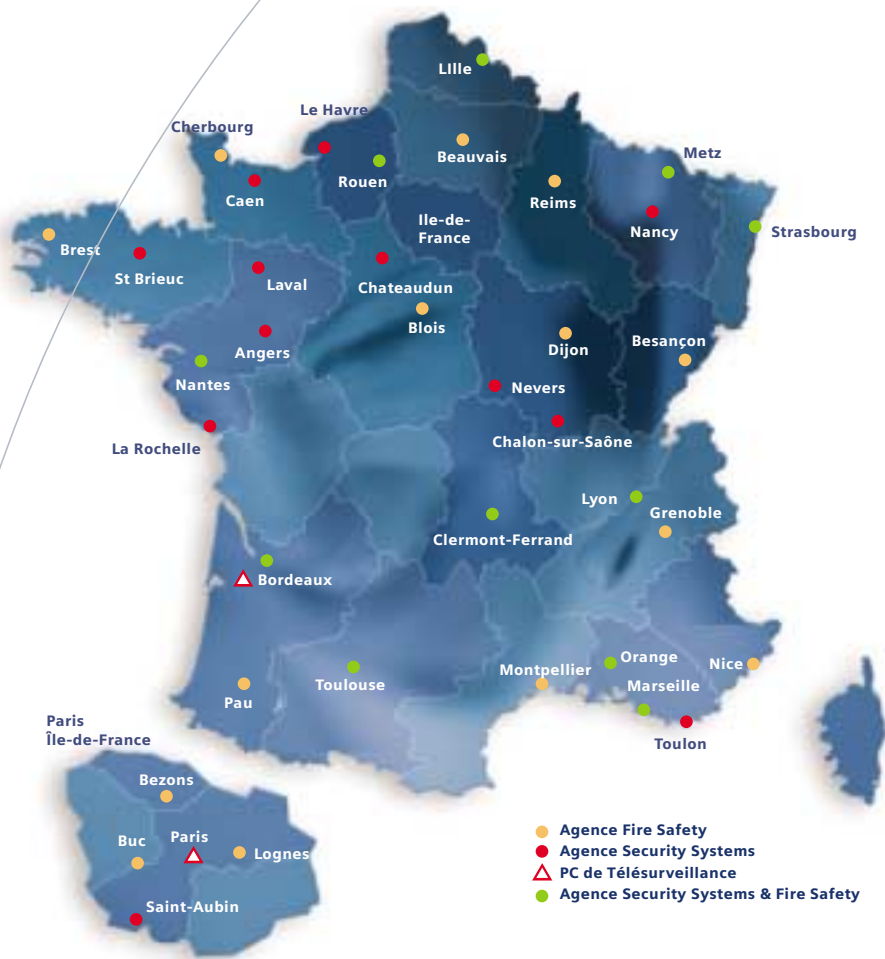 LIlle
Le Havre
Cherbourg
Beauvais
Metz
Rouen
Caen
Reims
Ile-de-
France
Nancy
Strasbourg
Brest
St Brieuc
Laval
Chateaudun
Blois
Angers
Dijon
Besançon
Nantes
Nevers
La Rochelle
Chalon-sur-Saône
Lyon
Grenoble
Clermont-Ferrand
Bordeaux
Orange
Montpellier
Nice
Toulouse
Marseille
Pau
Toulon
Paris
Île-de-France
Bezons
Buc
Paris
Lognes
Saint-Aubin
Agence Fire Safety
Agence Security Systems
PC de Télésurveillance
Agence Security Systems & Fire Safety